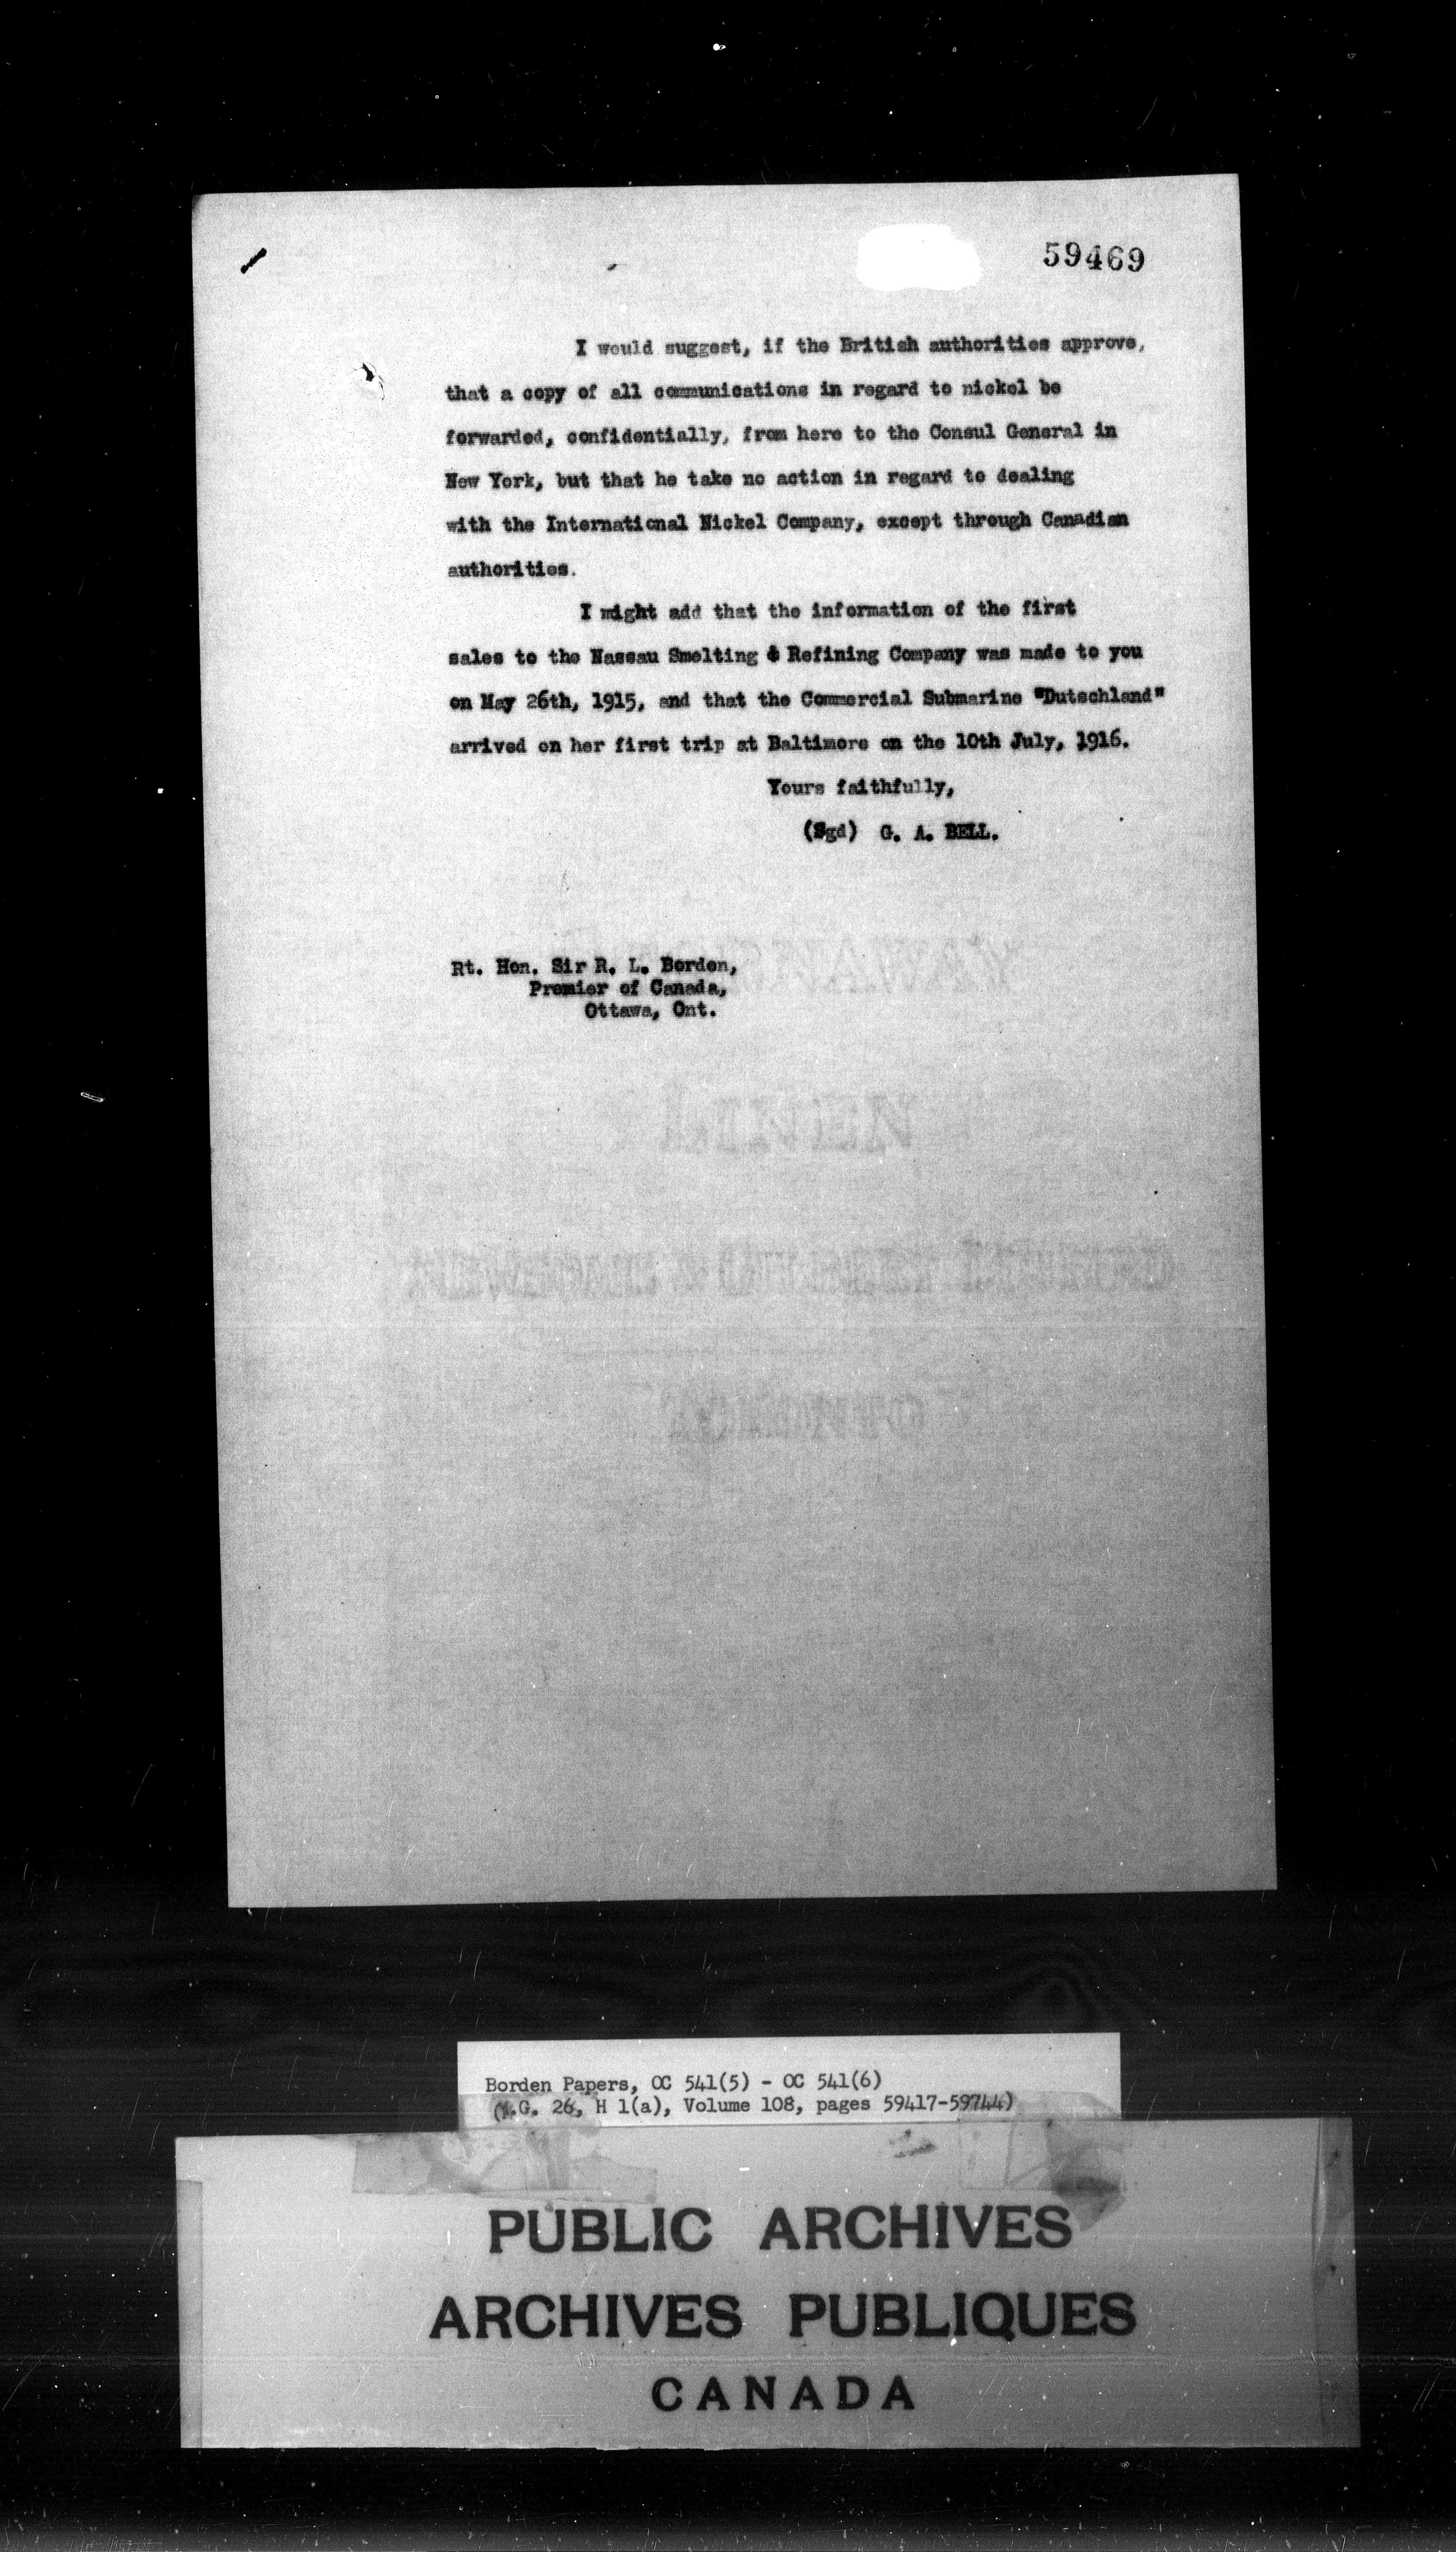 59469
I would suggest, if the British authorities approve,
that a copy of all communications in regard to nickel be
forwarded, confidentially, from here to the Consul General in
New York, but that he take no action in regard to dealing
with the International Nickel Company, except through Canadian
authorities.
I might add that the information of the first
sales to the Nassau Smelting & Refining Company was made to you
on May 26th, 1915, and that the Commercial Submarine "Dutschland"
arrived on her first trip at Baltimore on the 10th July, 1916.
Yours faithfully,
(Sgd) G. A. BELL.
Rt. Hon. Sir R. L. Borden,
Premier of Canada,
Ottawa, Ont.
Borden Papers, OC 541(5) - OC 541(6)
(M.G. 26, H 1(a), Volume 108, pages 59417-59744)
PUBLIC ARCHIVES
ARCHIVES PUBLIQUES
CANADA